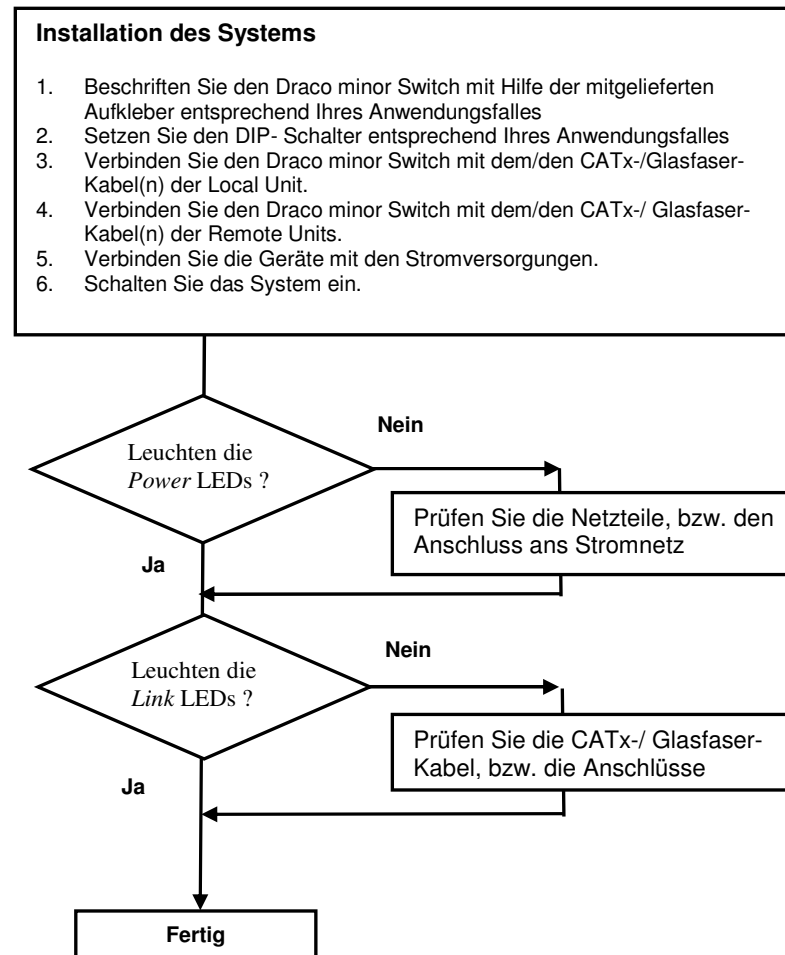 Installation des Systems
1. Beschriften Sie den Draco minor Switch mit Hilfe der mitgelieferten
Aufkleber entsprechend Ihres Anwendungsfalles
2. Setzen Sie den DIP- Schalter entsprechend Ihres Anwendungsfalles
3. Verbinden Sie den Draco minor Switch mit dem/den CATx-/Glasfaser-
Kabel(n) der Local Unit.
4. Verbinden Sie den Draco minor Switch mit dem/den CATx-/ Glasfaser-
Kabel(n) der Remote Units.
5. Verbinden Sie die Geräte mit den Stromversorgungen.
6. Schalten Sie das System ein.
Nein
Leuchten die
Power LEDs ?
Prüfen Sie die Netzteile, bzw. den
Anschluss ans Stromnetz
Ja
Nein
Leuchten die
Link LEDs ?
Prüfen Sie die CATx-/ Glasfaser-
Kabel, bzw. die Anschlüsse
Ja
Fertig